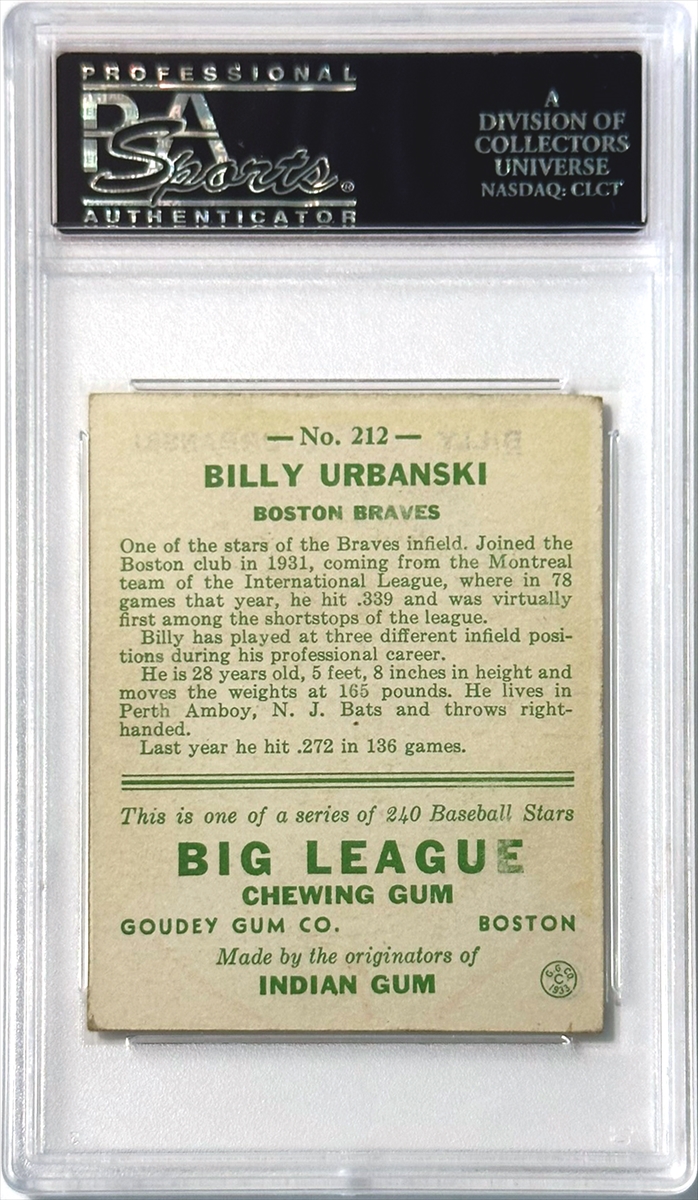 PROFESSIONAL
PSA
Sports®
AUTHENTICATOR
A
DIVISION OF
COLLECTORS
UNIVERSE
NASDAQ: CLCT
BILLY URBANSKI
— No. 212 —
BILLY URBANSKI
BOSTON BRAVES
One of the stars of the Braves infield. Joined the
Boston club in 1931, coming from the Montreal
team of the International League, where in 78
games that year, he hit .339 and was virtually
first among the shortstops of the league.
Billy has played at three different infield posi-
tions during his professional career.
He is 28 years old, 5 feet, 8 inches in height and
moves the weights at 165 pounds. He lives in
Perth Amboy, N. J. Bats and throws right-
handed.
Last year he hit .272 in 136 games.
This is one of a series of 240 Baseball Stars
BIG LEAGUE
CHEWING GUM
GOUDEY GUM CO. BOSTON
Made by the originators of
INDIAN GUM
G.G.CO.
C
1933